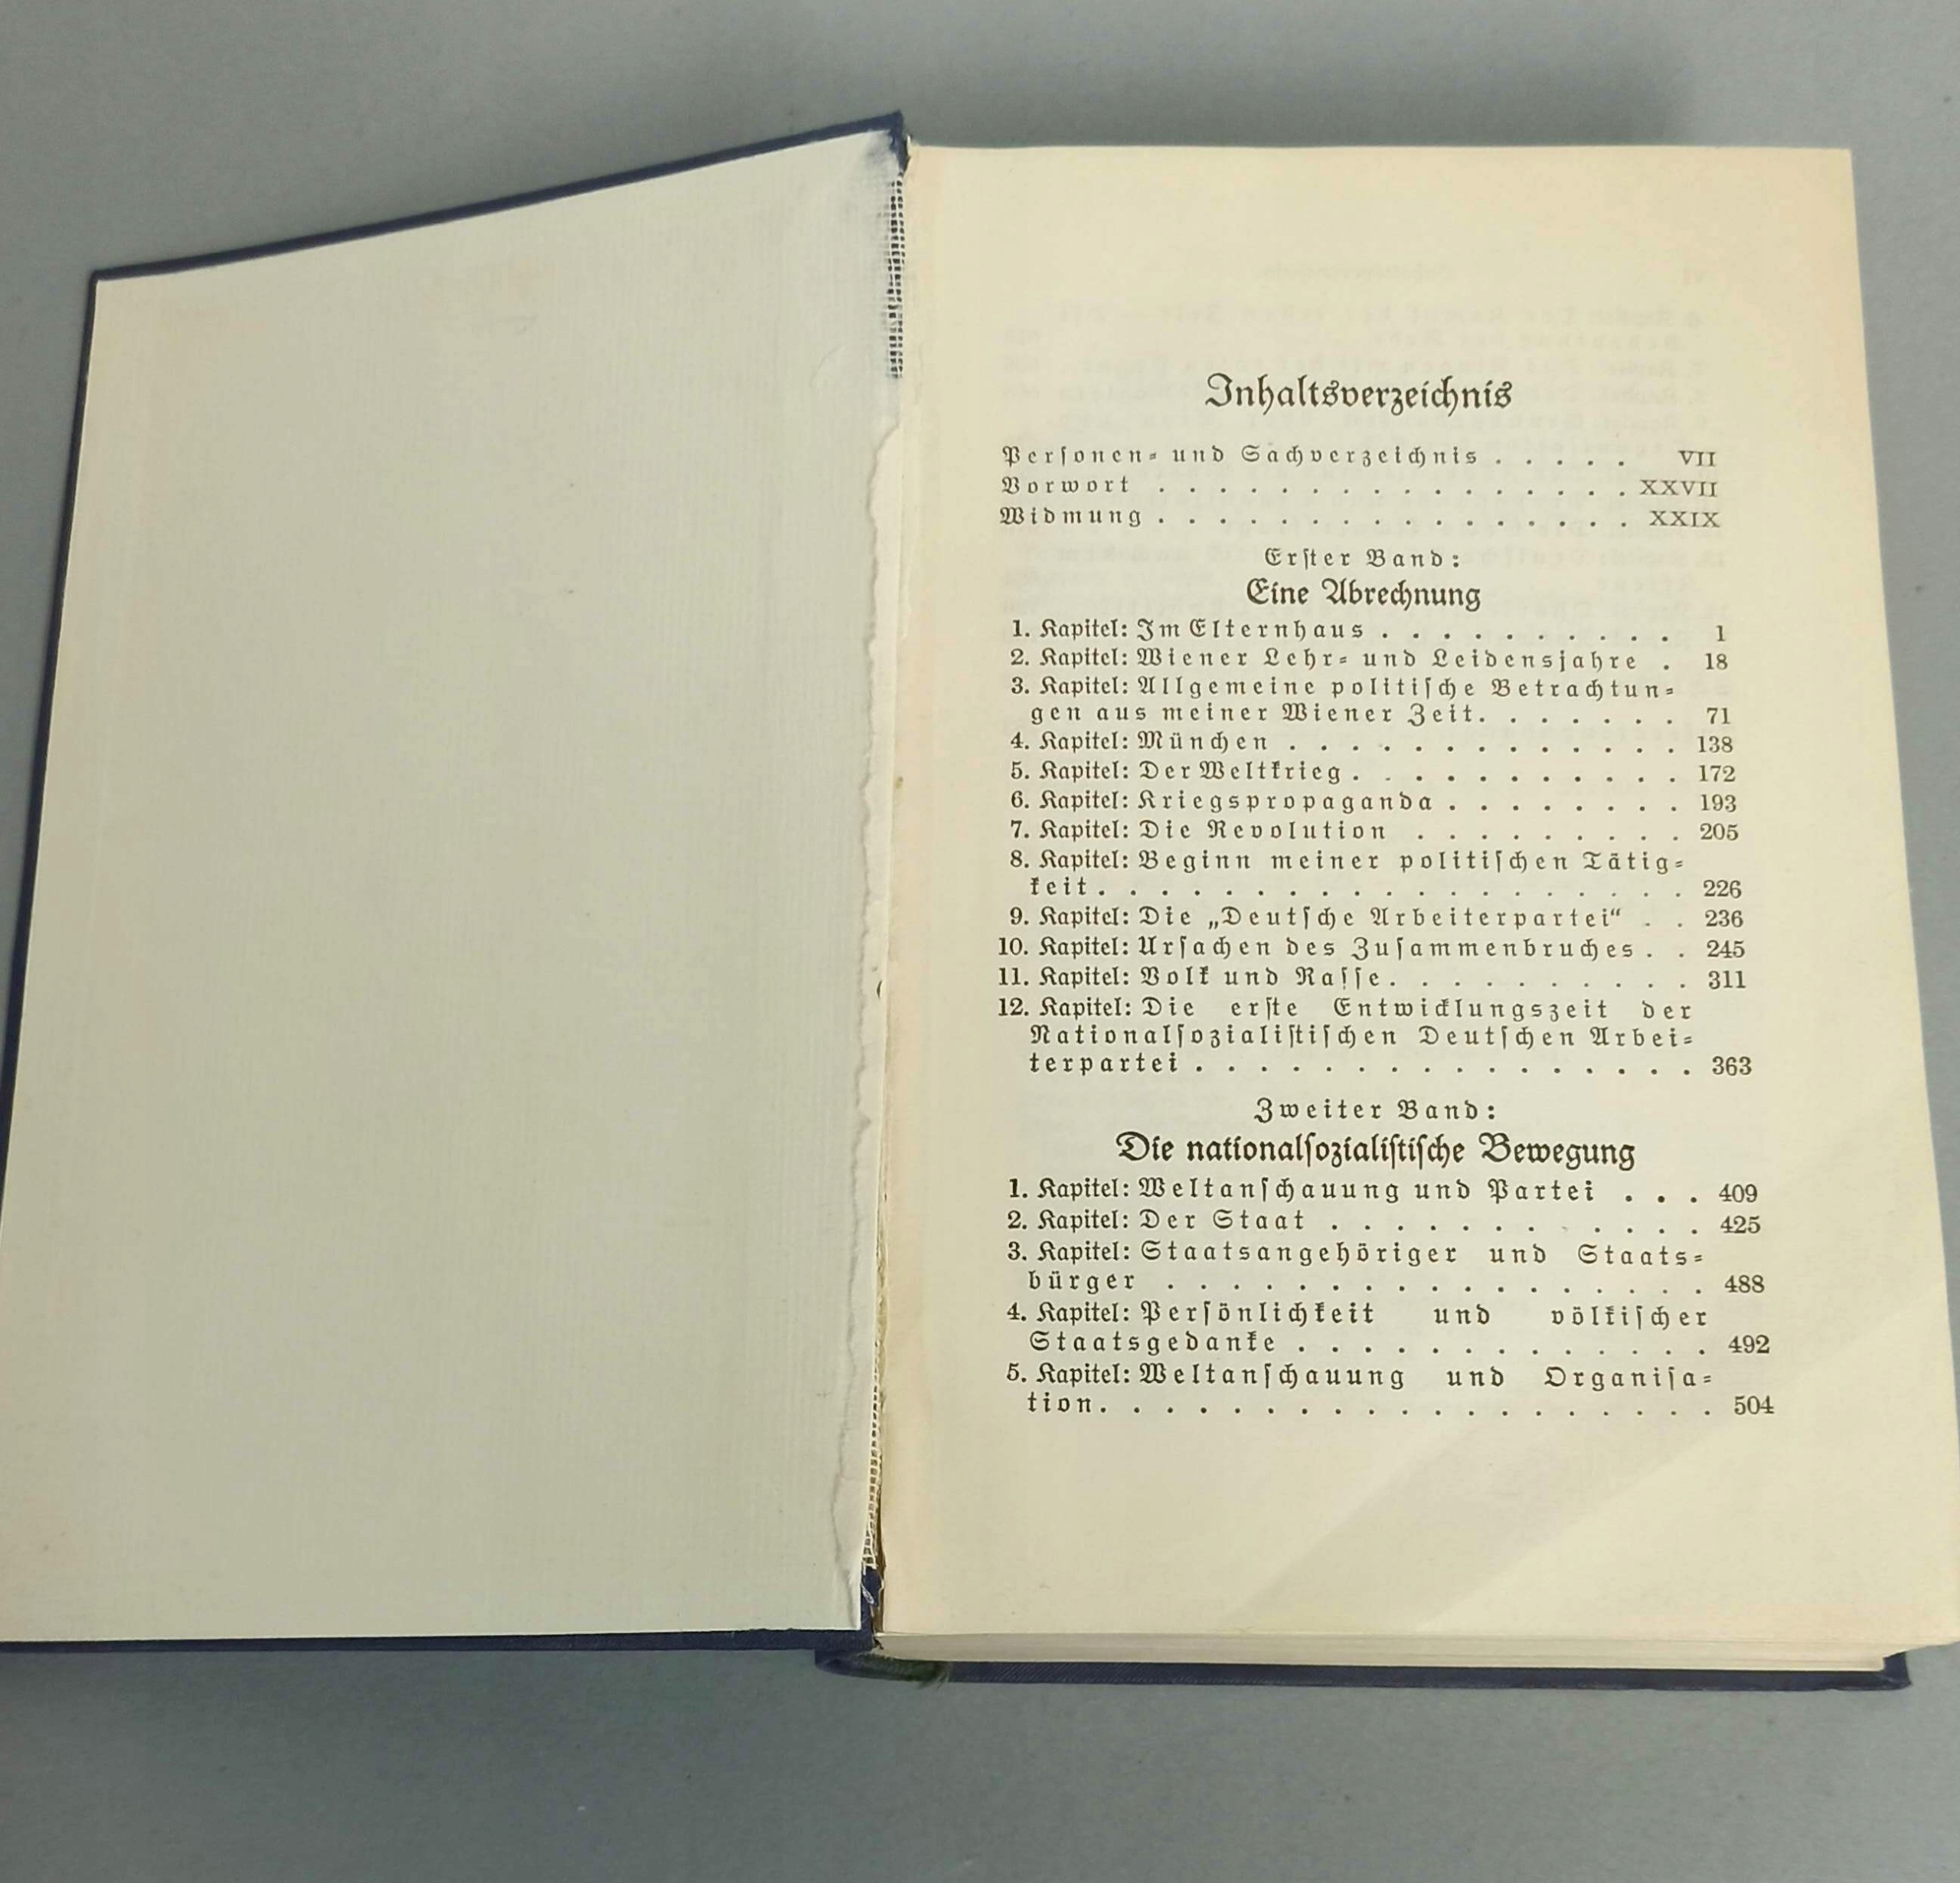 Inhaltsverzeichnis
Personen- und Sachverzeichnis . . . . . VII
Vorwort . . . . . . . . . . . . . . . . XXVII
Widmung . . . . . . . . . . . . . . . . XXIX
Erster Band:
Eine Abrechnung
1. Kapitel: Im Elternhaus . . . . . . . . . . 1
2. Kapitel: Wiener Lehr- und Leidensjahre . 18
3. Kapitel: Allgemeine politische Betrachtun-
gen aus meiner Wiener Zeit. . . . . . . 71
4. Kapitel: München . . . . . . . . . . . . . 138
5. Kapitel: Der Weltkrieg . . . . . . . . . . . 172
6. Kapitel: Kriegspropaganda . . . . . . . . 193
7. Kapitel: Die Revolution . . . . . . . . . 205
8. Kapitel: Beginn meiner politischen Tätig-
keit . . . . . . . . . . . . . . . . . . . 226
9. Kapitel: Die „Deutsche Arbeiterpartei“ . . 236
10. Kapitel: Ursachen des Zusammenbruches . . 245
11. Kapitel: Volk und Rasse . . . . . . . . . . 311
12. Kapitel: Die erste Entwicklungszeit der
Nationalsozialistischen Deutschen Arbei-
terpartei . . . . . . . . . . . . . . . . 363
Zweiter Band:
Die nationalsozialistische Bewegung
1. Kapitel: Weltanschauung und Partei . . . 409
2. Kapitel: Der Staat . . . . . . . . . . . . 425
3. Kapitel: Staatsangehöriger und Staats-
bürger . . . . . . . . . . . . . . . . . 488
4. Kapitel: Persönlichkeit und völkischer
Staatsgedanke . . . . . . . . . . . . . 492
5. Kapitel: Weltanschauung und Organisa-
tion . . . . . . . . . . . . . . . . . . . 504